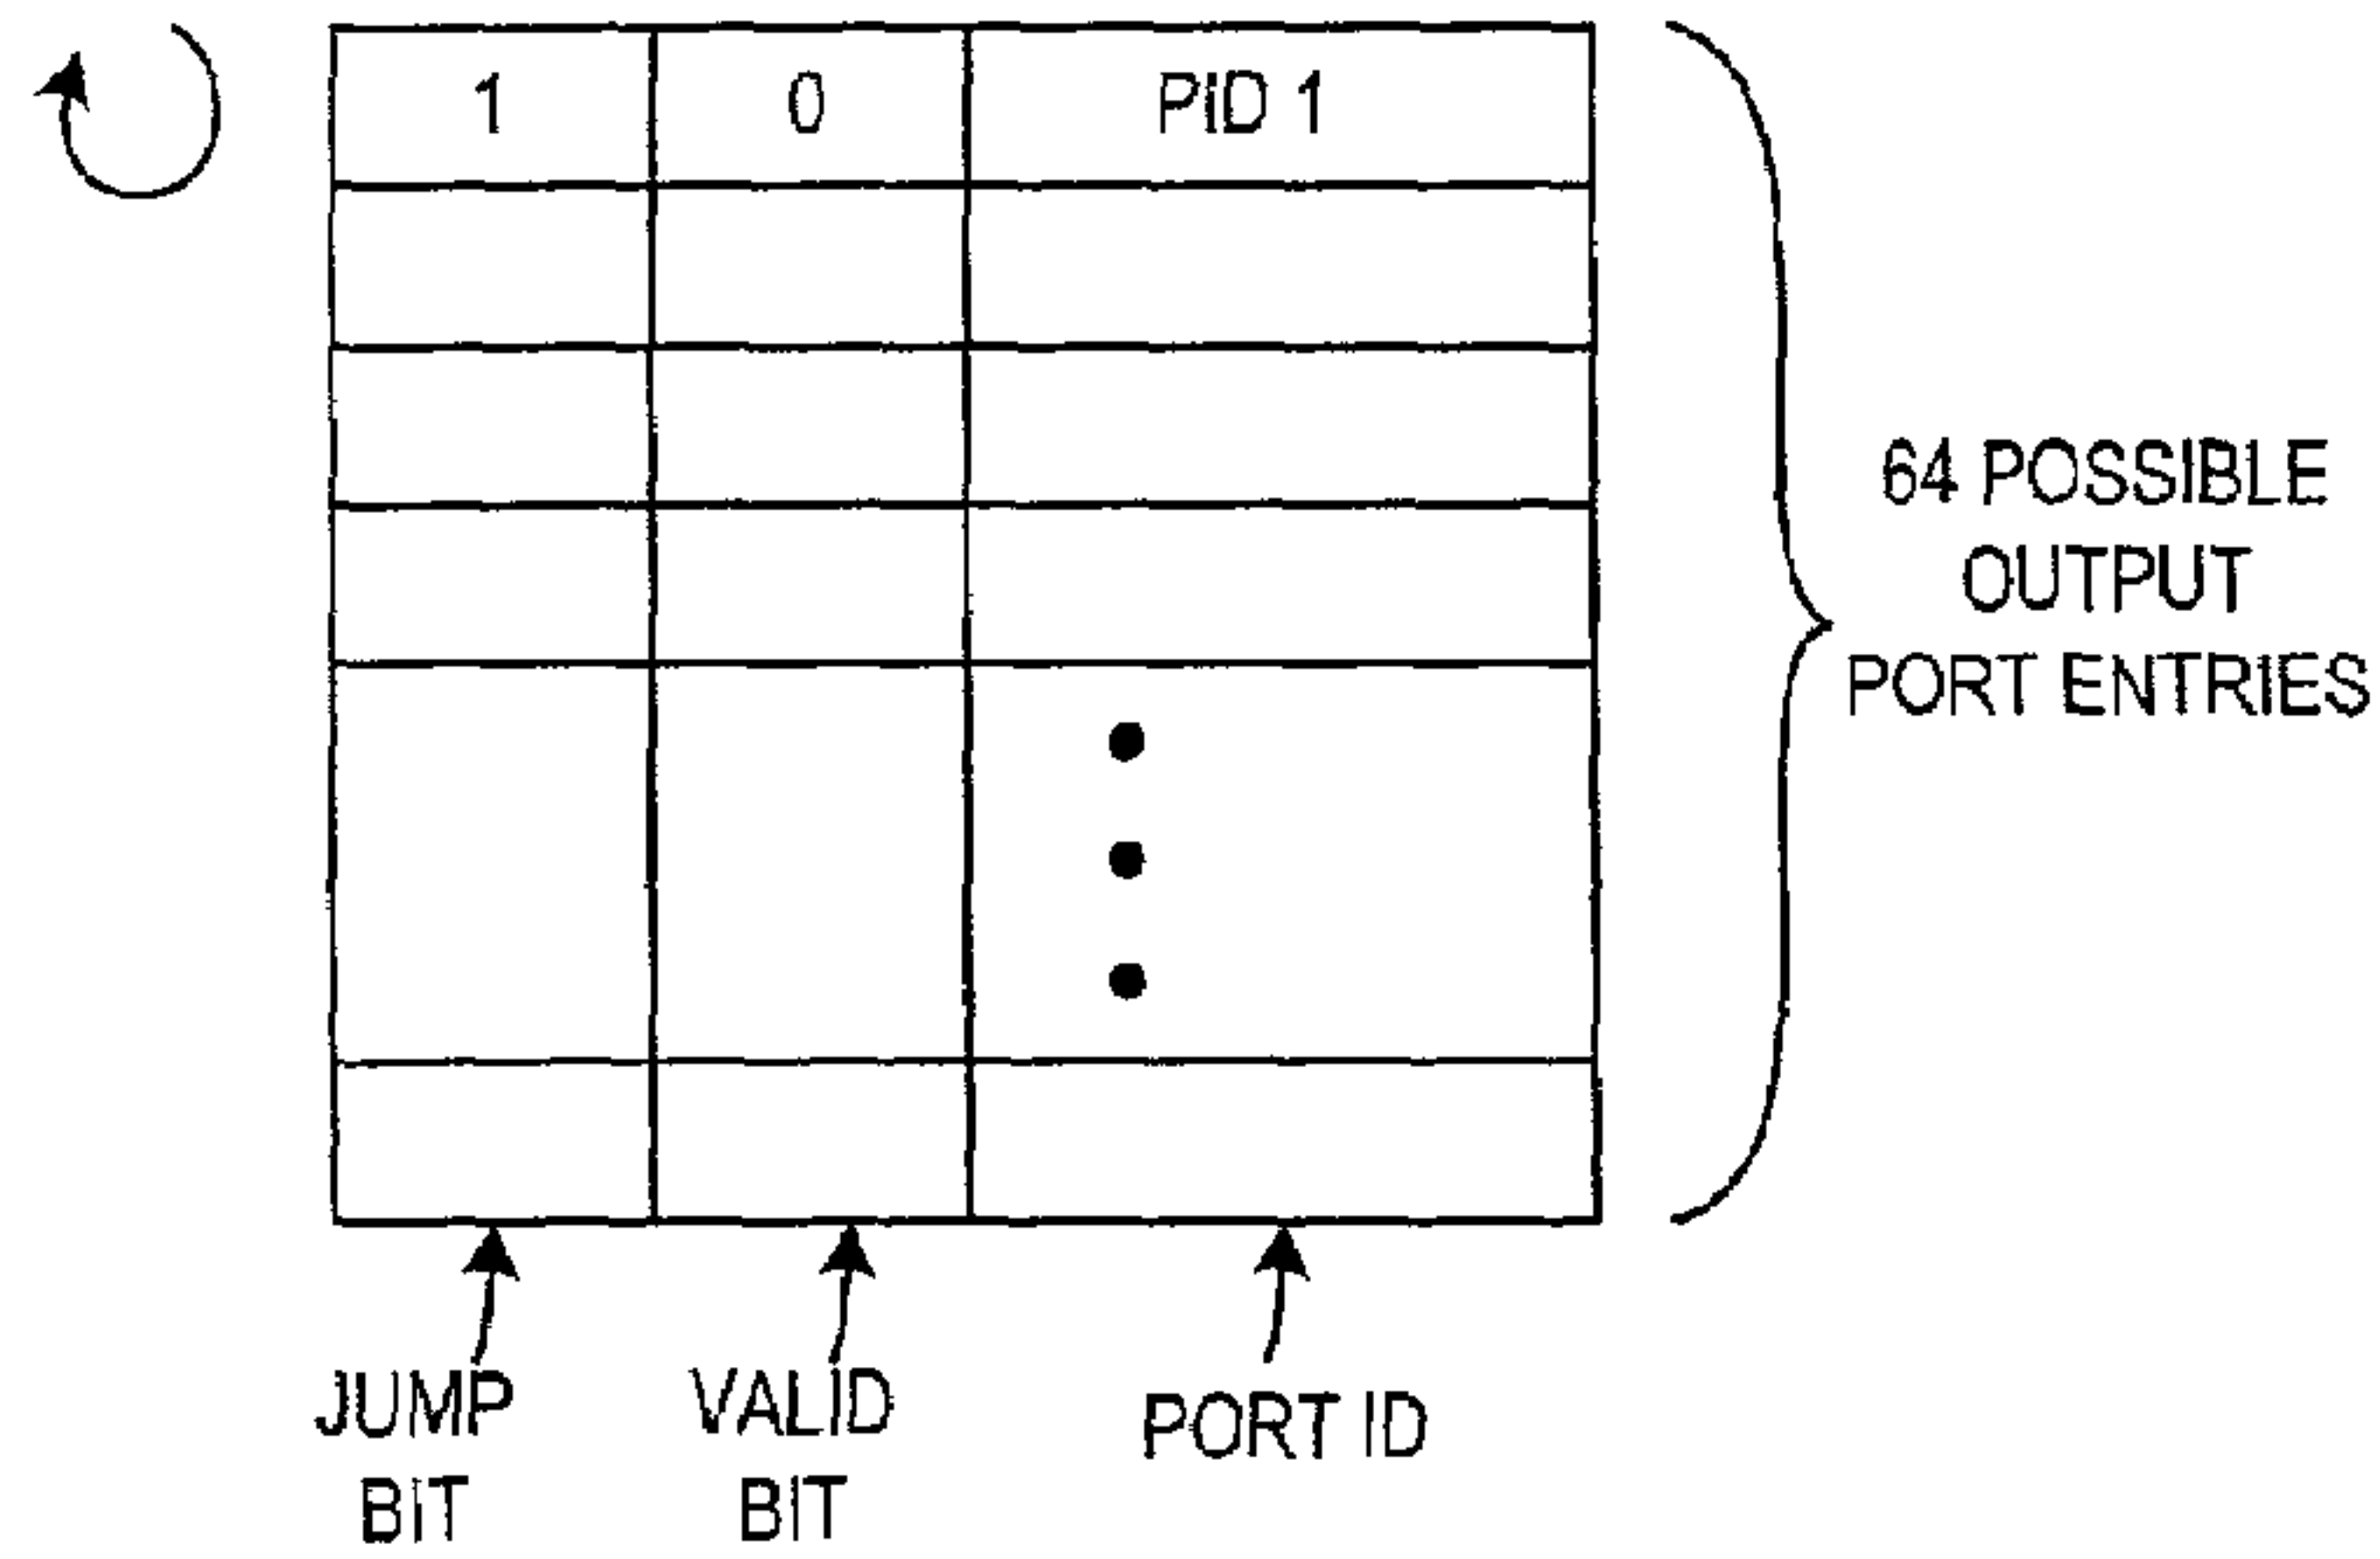 1 0 PID 1
64 POSSIBLE
OUTPUT
PORT ENTRIES
JUMP
BIT
VALID
BIT
PORT ID